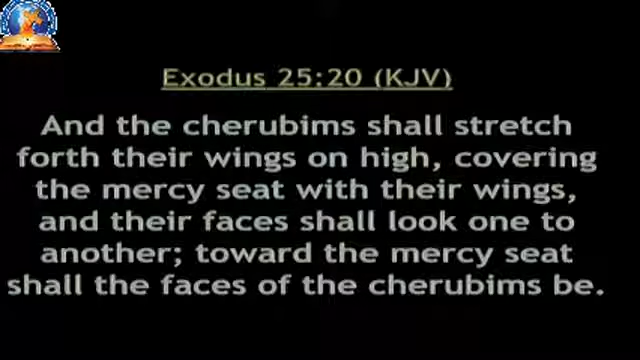 Exodus 25:20 (KJV)
And the cherubims shall stretch
forth their wings on high, covering
the mercy seat with their wings,
and their faces shall look one to
another; toward the mercy seat
shall the faces of the cherubims be.